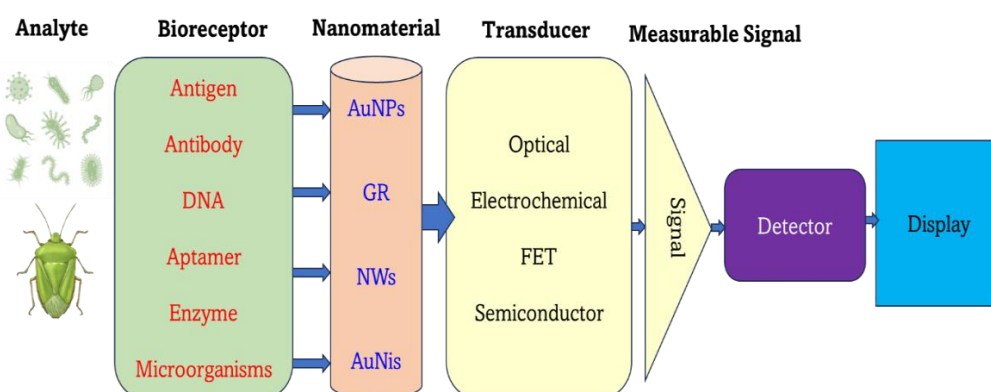 Analyte
Bioreceptor
Nanomaterial
Transducer
Measurable Signal
Antigen
Antibody
DNA
Aptamer
Enzyme
Microorganisms
AuNPs
GR
NWs
AuNis
Optical
Electrochemical
FET
Semiconductor
Signal
Detector
Display